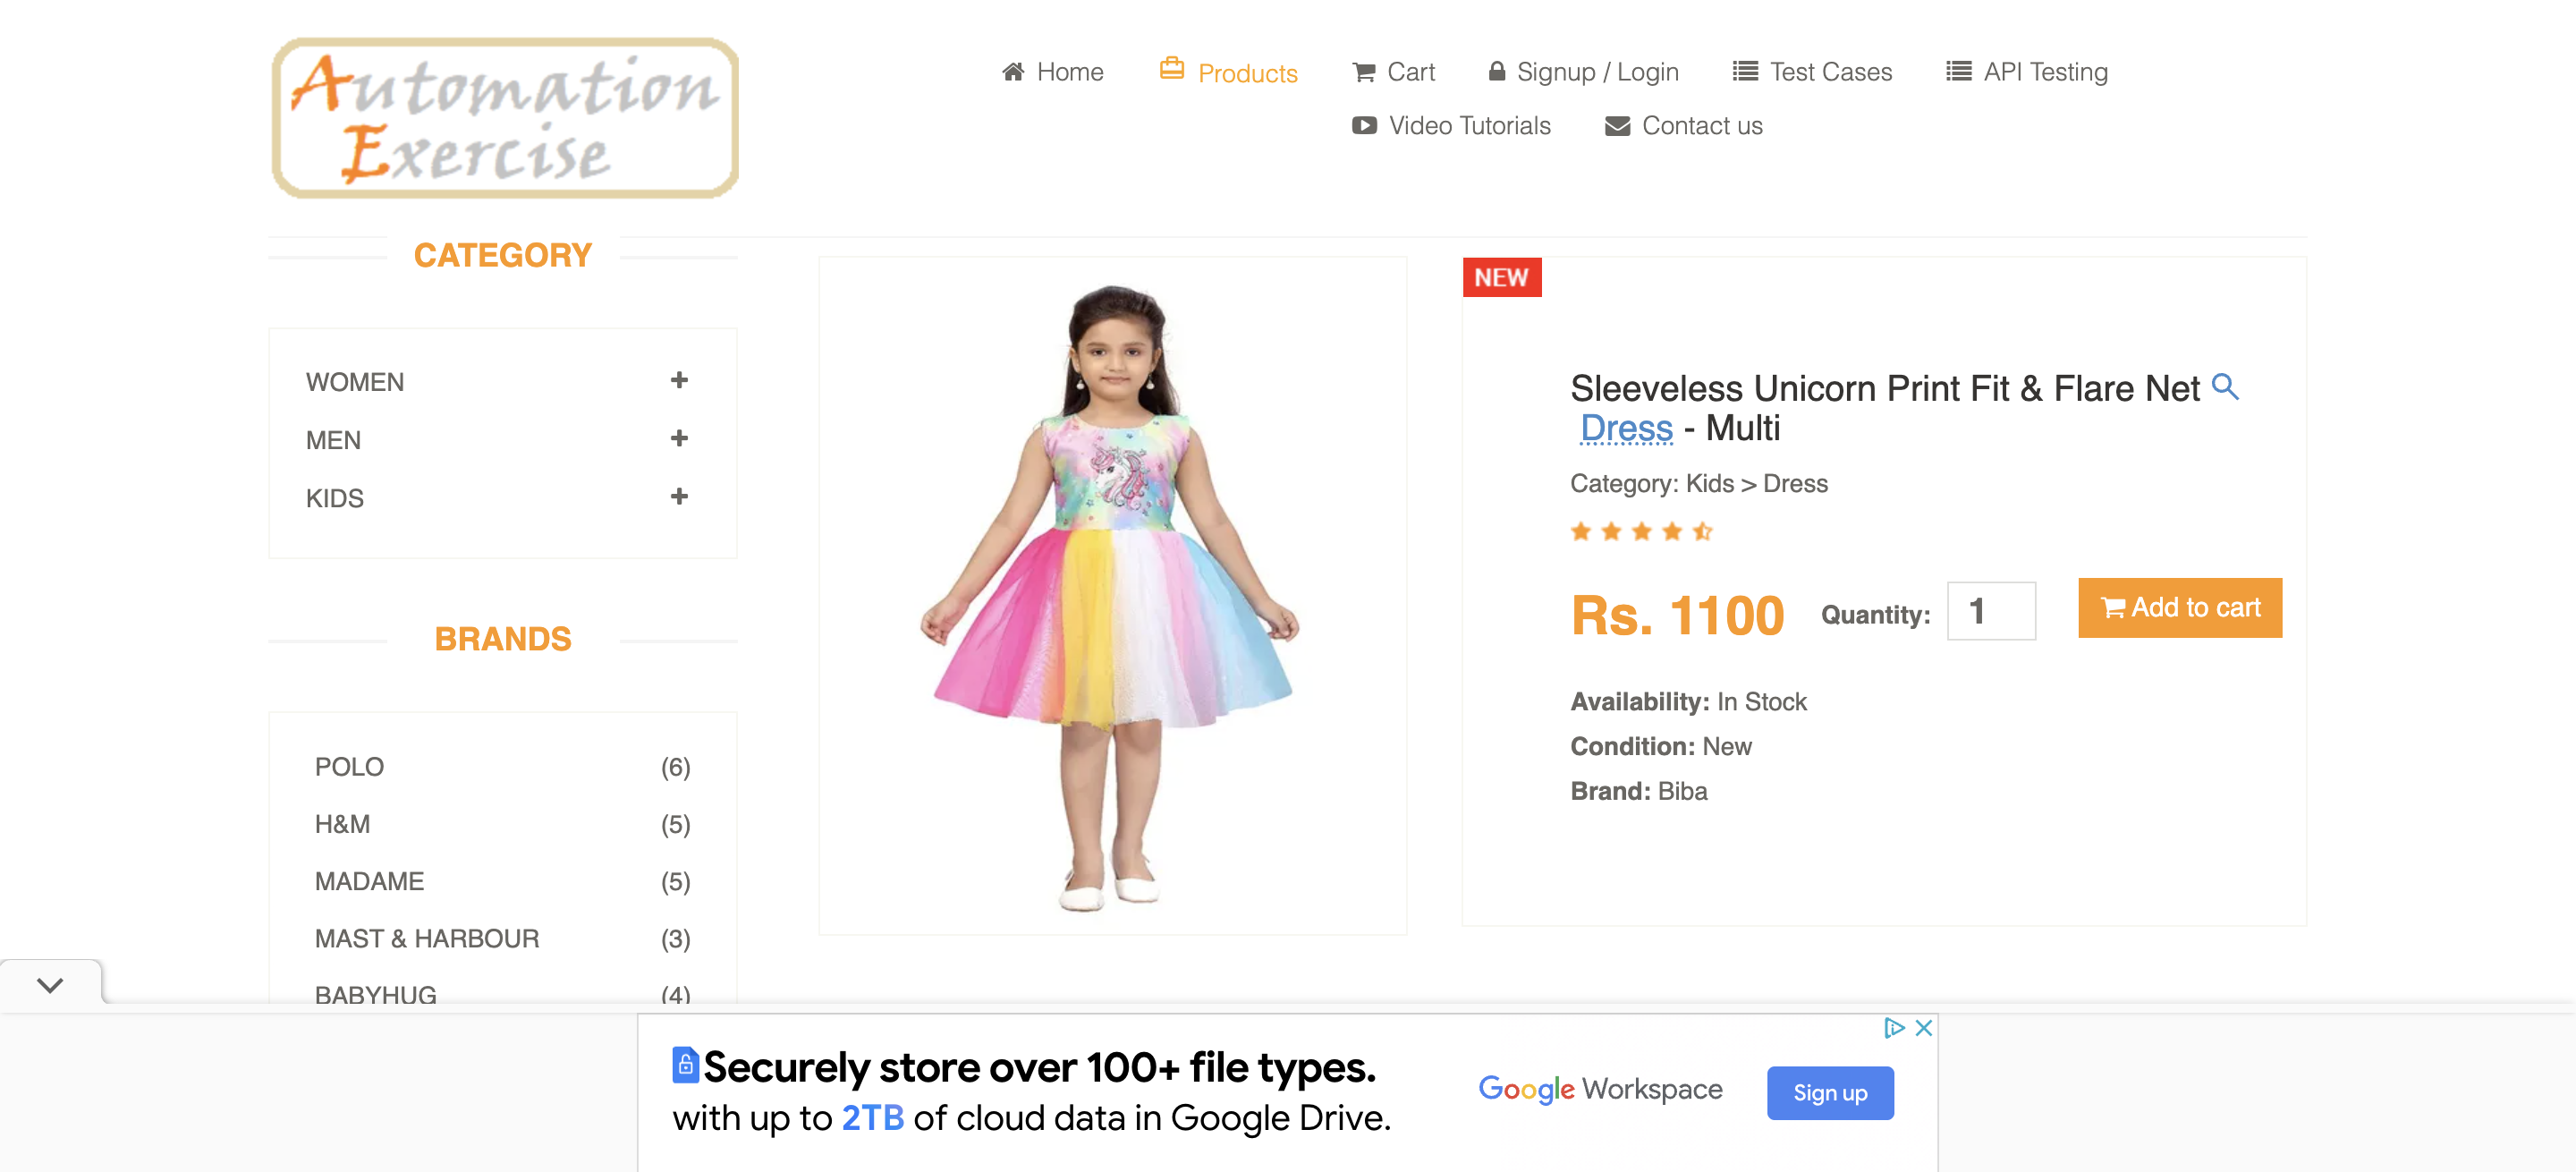 Automation
Exercise
Home
Products
Cart
Signup / Login
Test Cases
API Testing
Video Tutorials
Contact us
CATEGORY
WOMEN
MEN
KIDS
BRANDS
POLO (6)
H&M (5)
MADAME (5)
MAST & HARBOUR (3)
BABYHUG (4)
NEW
Sleeveless Unicorn Print Fit & Flare Net
Dress - Multi
Category: Kids > Dress
Rs. 1100 Quantity: 1 Add to cart
Availability: In Stock
Condition: New
Brand: Biba
Securely store over 100+ file types.
with up to 2TB of cloud data in Google Drive.
Google Workspace
Sign up